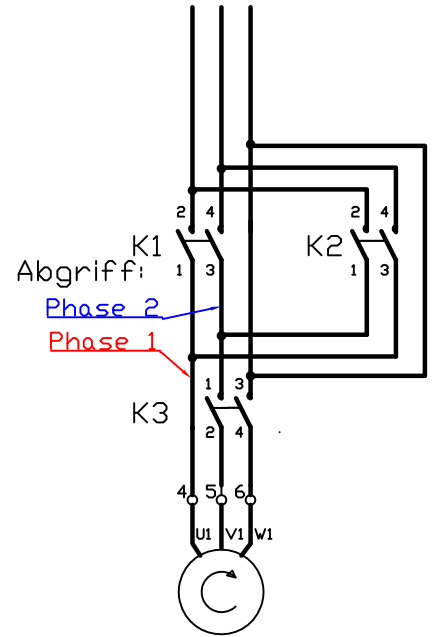 2 4 2 4
K1 K2
1 3 1 3
Abgriff:
Phase 2
Phase 1
1 3
K3
2 4
4 5 6
U1 V1 W1